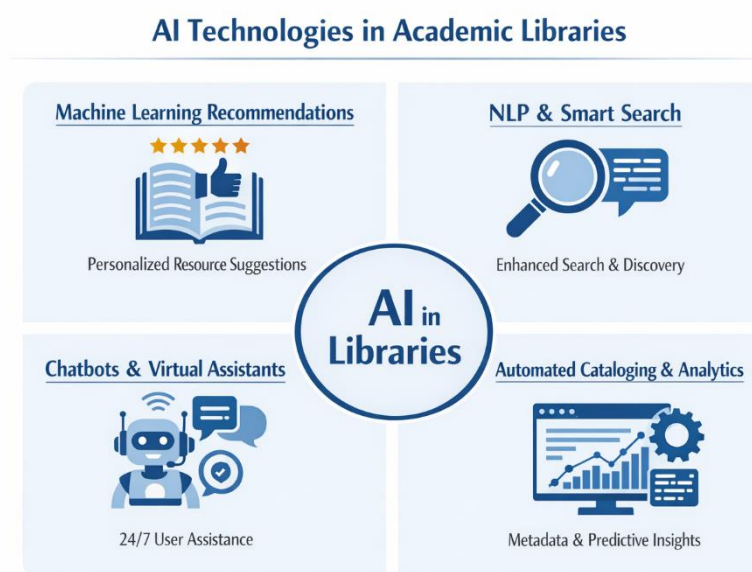 AI Technologies in Academic Libraries
Machine Learning Recommendations
Personalized Resource Suggestions
NLP & Smart Search
Enhanced Search & Discovery
AI in
Libraries
Chatbots & Virtual Assistants
24/7 User Assistance
Automated Cataloging & Analytics
Metadata & Predictive Insights